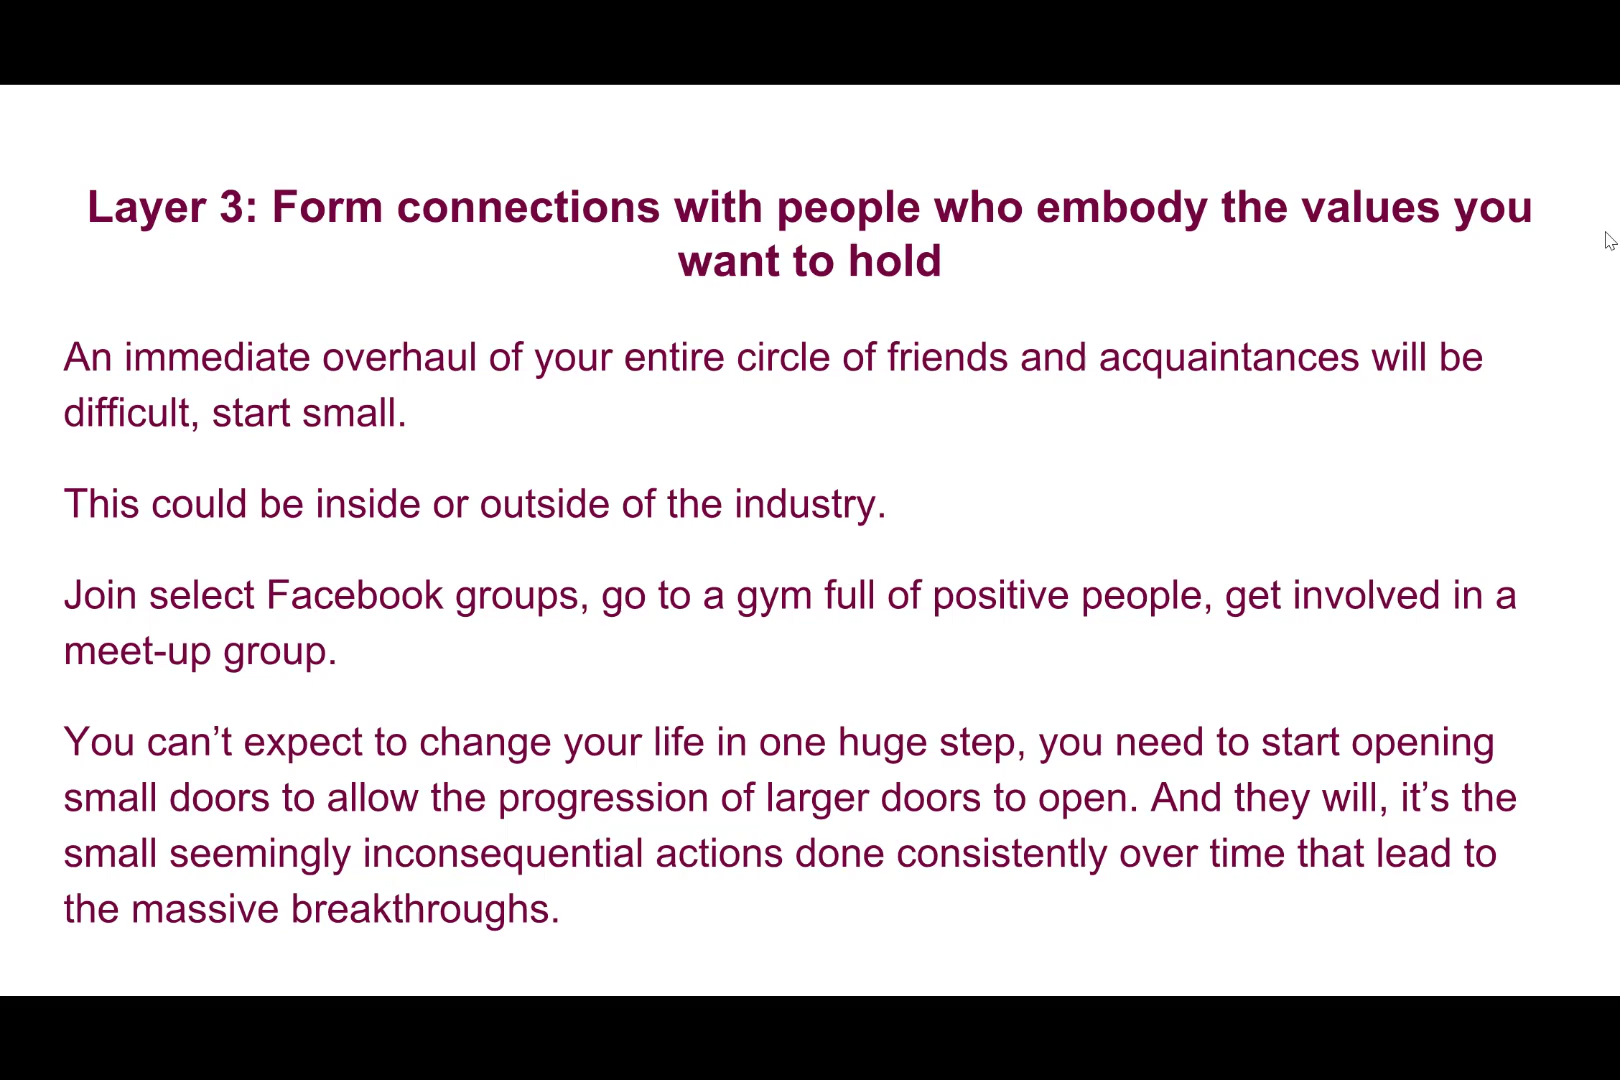 Layer 3: Form connections with people who embody the values you
want to hold
An immediate overhaul of your entire circle of friends and acquaintances will be
difficult, start small.
This could be inside or outside of the industry.
Join select Facebook groups, go to a gym full of positive people, get involved in a
meet-up group.
You can’t expect to change your life in one huge step, you need to start opening
small doors to allow the progression of larger doors to open. And they will, it’s the
small seemingly inconsequential actions done consistently over time that lead to
the massive breakthroughs.